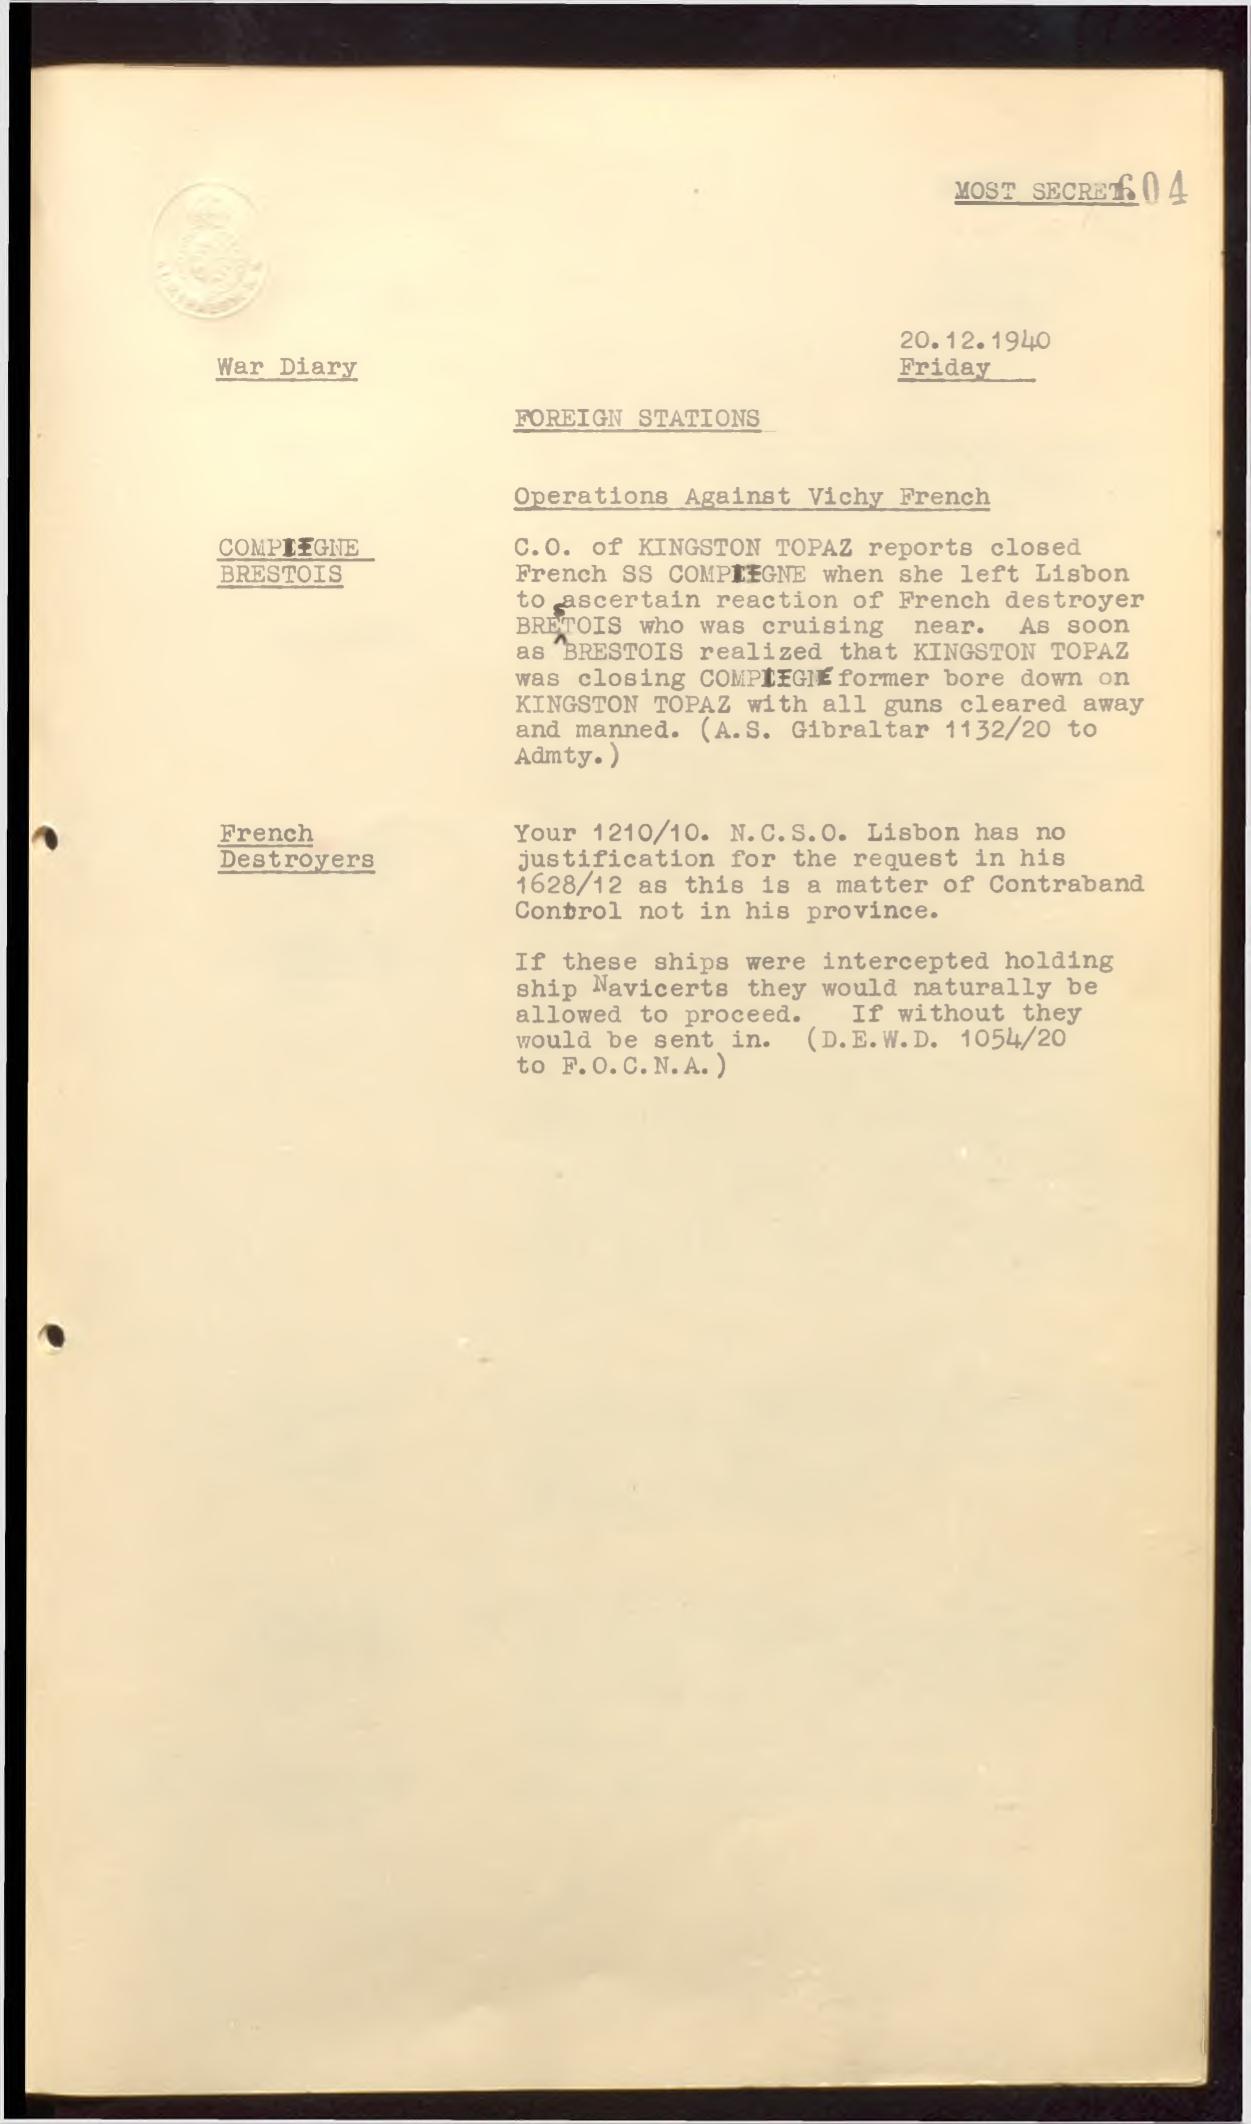 MOST SECRET. 604
20.12.1940
War Diary
Friday
FOREIGN STATIONS
Operations Against Vichy French
COMPIEGNE
BRESTOIS
C.O. of KINGSTON TOPAZ reports closed
French SS COMPIEGNE when she left Lisbon
to ascertain reaction of French destroyer
BRESTOIS who was cruising near. As soon
as BRESTOIS realized that KINGSTON TOPAZ
was closing COMPIEGNE former bore down on
KINGSTON TOPAZ with all guns cleared away
and manned. (A.S. Gibraltar 1132/20 to
Admty.)
French
Destroyers
Your 1210/10. N.C.S.O. Lisbon has no
justification for the request in his
1628/12 as this is a matter of Contraband
Control not in his province.
If these ships were intercepted holding
ship Navicerts they would naturally be
allowed to proceed. If without they
would be sent in. (D.E.W.D. 1054/20
to F.O.C.N.A.)